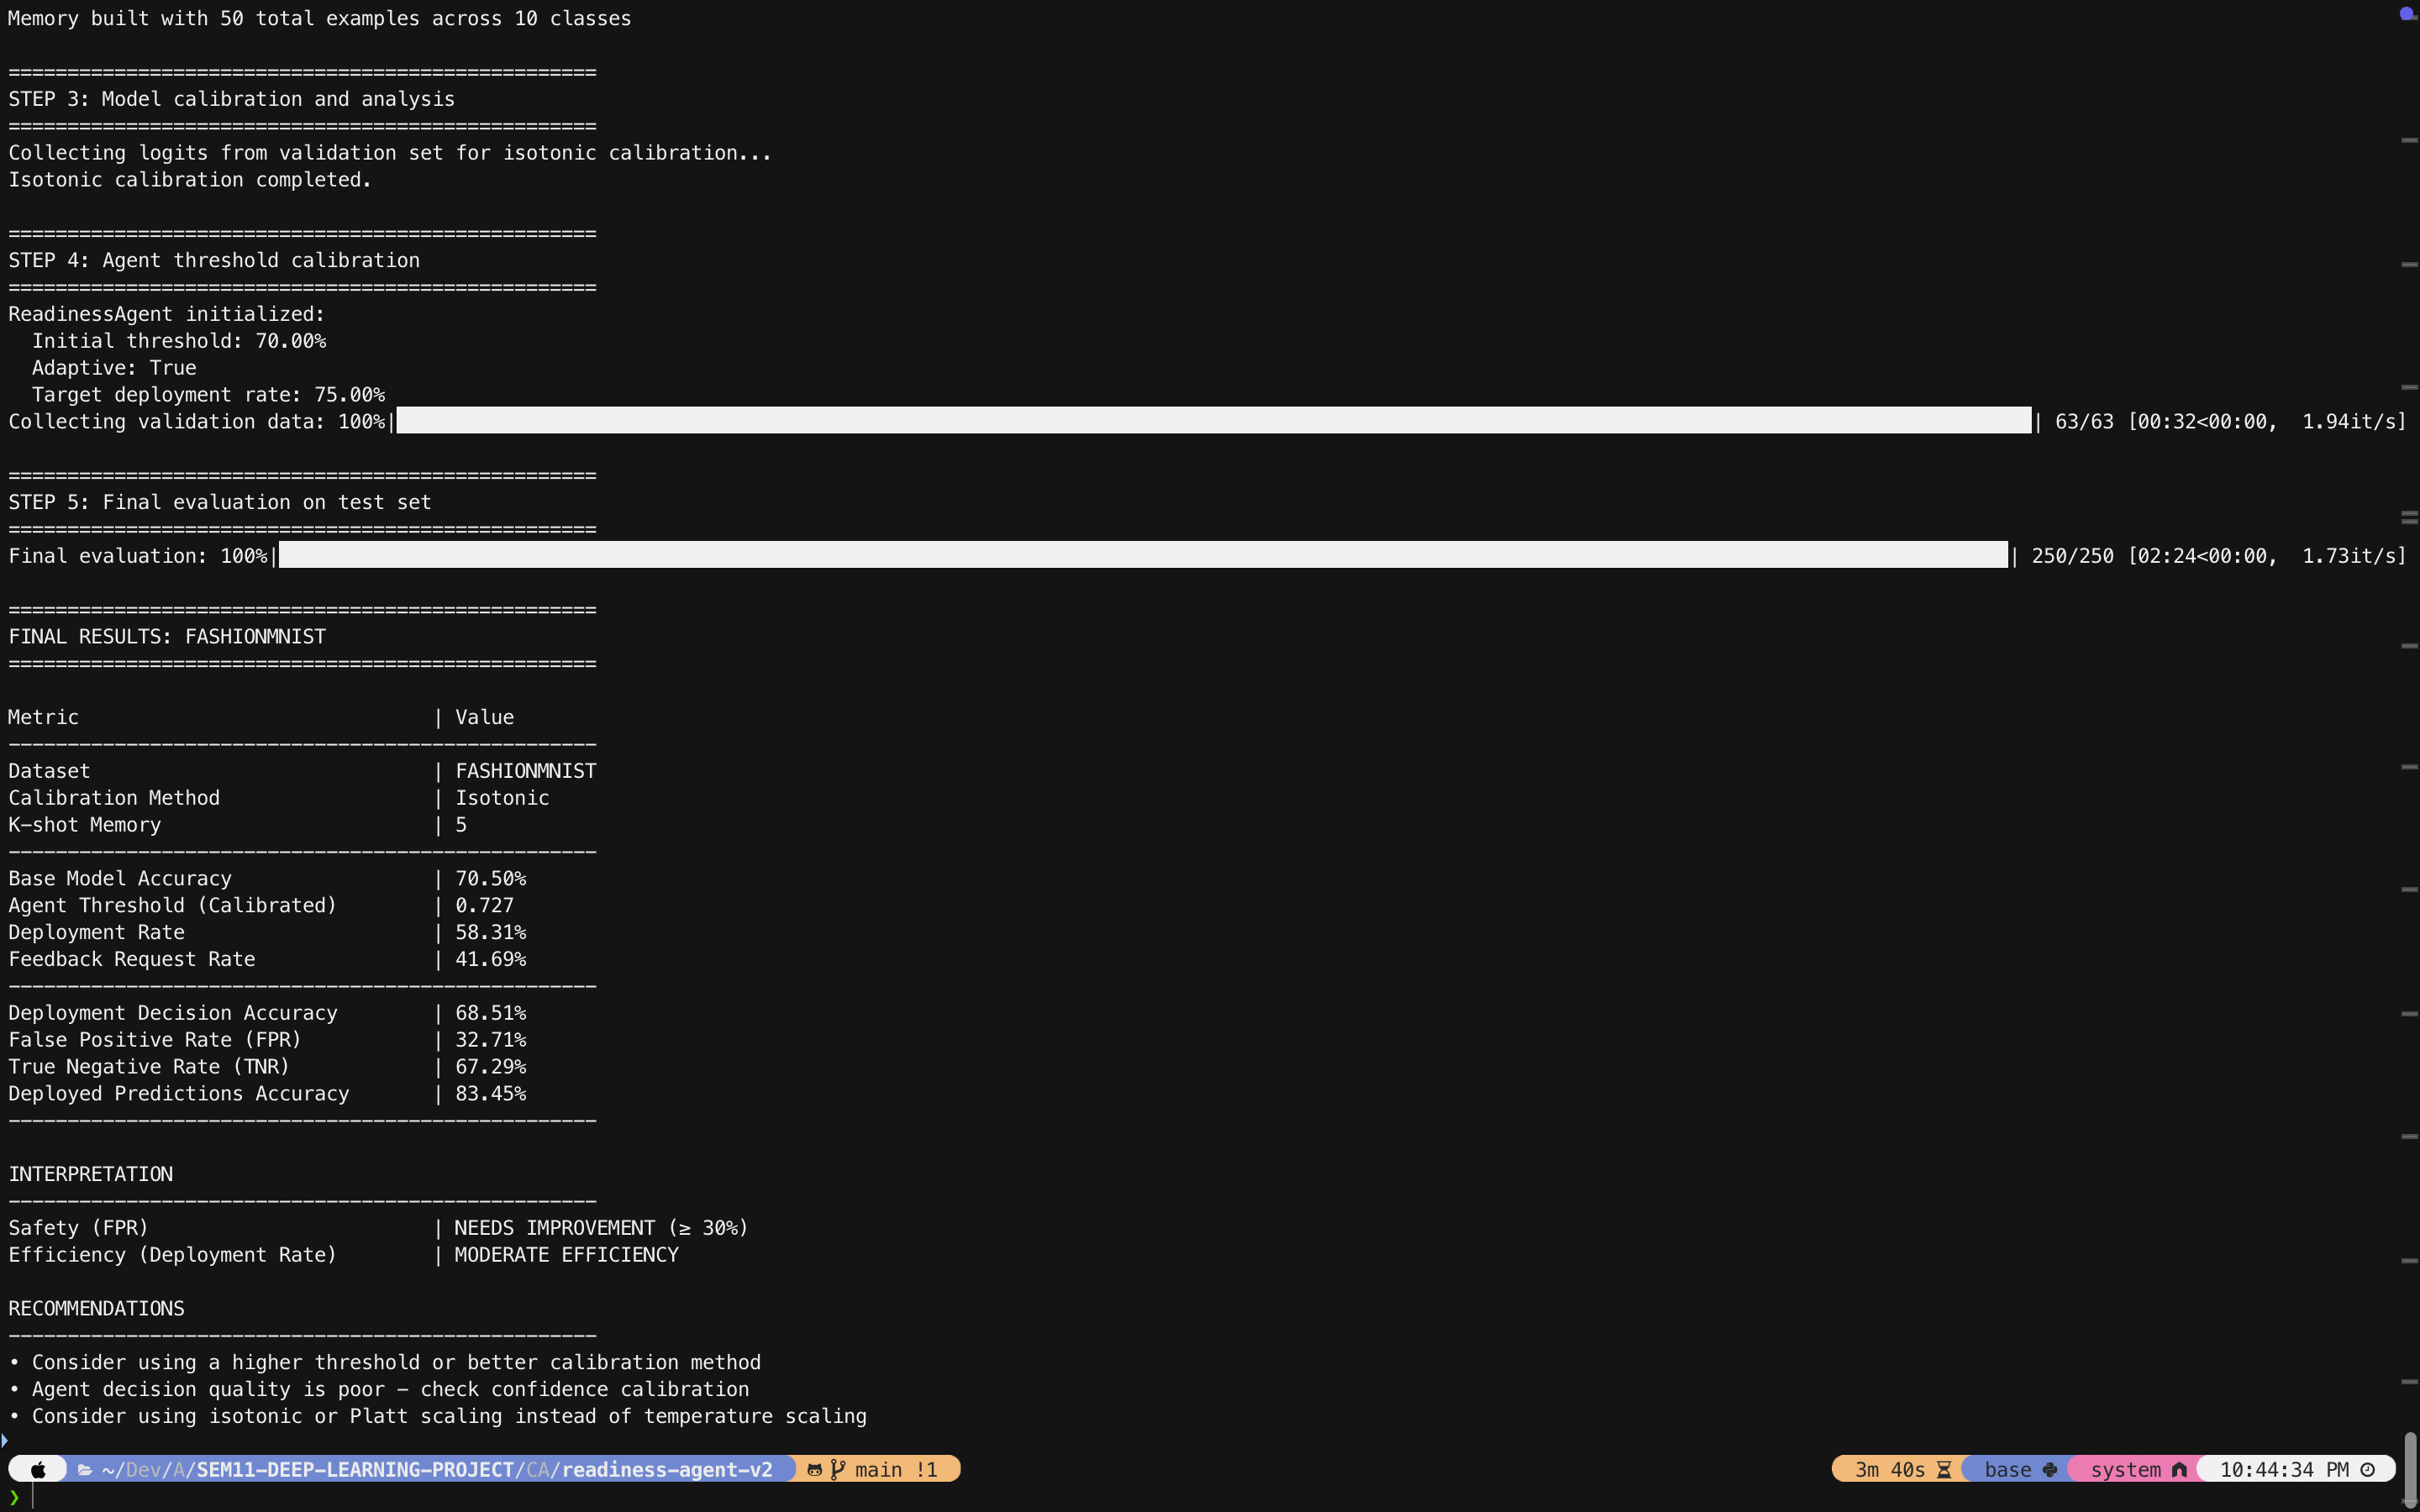 Memory built with 50 total examples across 10 classes
==================================================
STEP 3: Model calibration and analysis
==================================================
Collecting logits from validation set for isotonic calibration...
Isotonic calibration completed.
==================================================
STEP 4: Agent threshold calibration
==================================================
ReadinessAgent initialized:
  Initial threshold: 70.00%
  Adaptive: True
  Target deployment rate: 75.00%
Collecting validation data: 100%| | 63/63 [00:32<00:00,  1.94it/s]
==================================================
STEP 5: Final evaluation on test set
==================================================
Final evaluation: 100%| | 250/250 [02:24<00:00,  1.73it/s]
==================================================
FINAL RESULTS: FASHIONMNIST
==================================================
Metric | Value
--------------------------------------------------
Dataset | FASHIONMNIST
Calibration Method | Isotonic
K-shot Memory | 5
--------------------------------------------------
Base Model Accuracy | 70.50%
Agent Threshold (Calibrated) | 0.727
Deployment Rate | 58.31%
Feedback Request Rate | 41.69%
--------------------------------------------------
Deployment Decision Accuracy | 68.51%
False Positive Rate (FPR) | 32.71%
True Negative Rate (TNR) | 67.29%
Deployed Predictions Accuracy | 83.45%
--------------------------------------------------
INTERPRETATION
--------------------------------------------------
Safety (FPR) | NEEDS IMPROVEMENT (≥ 30%)
Efficiency (Deployment Rate) | MODERATE EFFICIENCY
RECOMMENDATIONS
--------------------------------------------------
• Consider using a higher threshold or better calibration method
• Agent decision quality is poor - check confidence calibration
• Consider using isotonic or Platt scaling instead of temperature scaling
~/Dev/A/SEM11-DEEP-LEARNING-PROJECT/CA/readiness-agent-v2 main !1 3m 40s base system 10:44:34 PM
❯